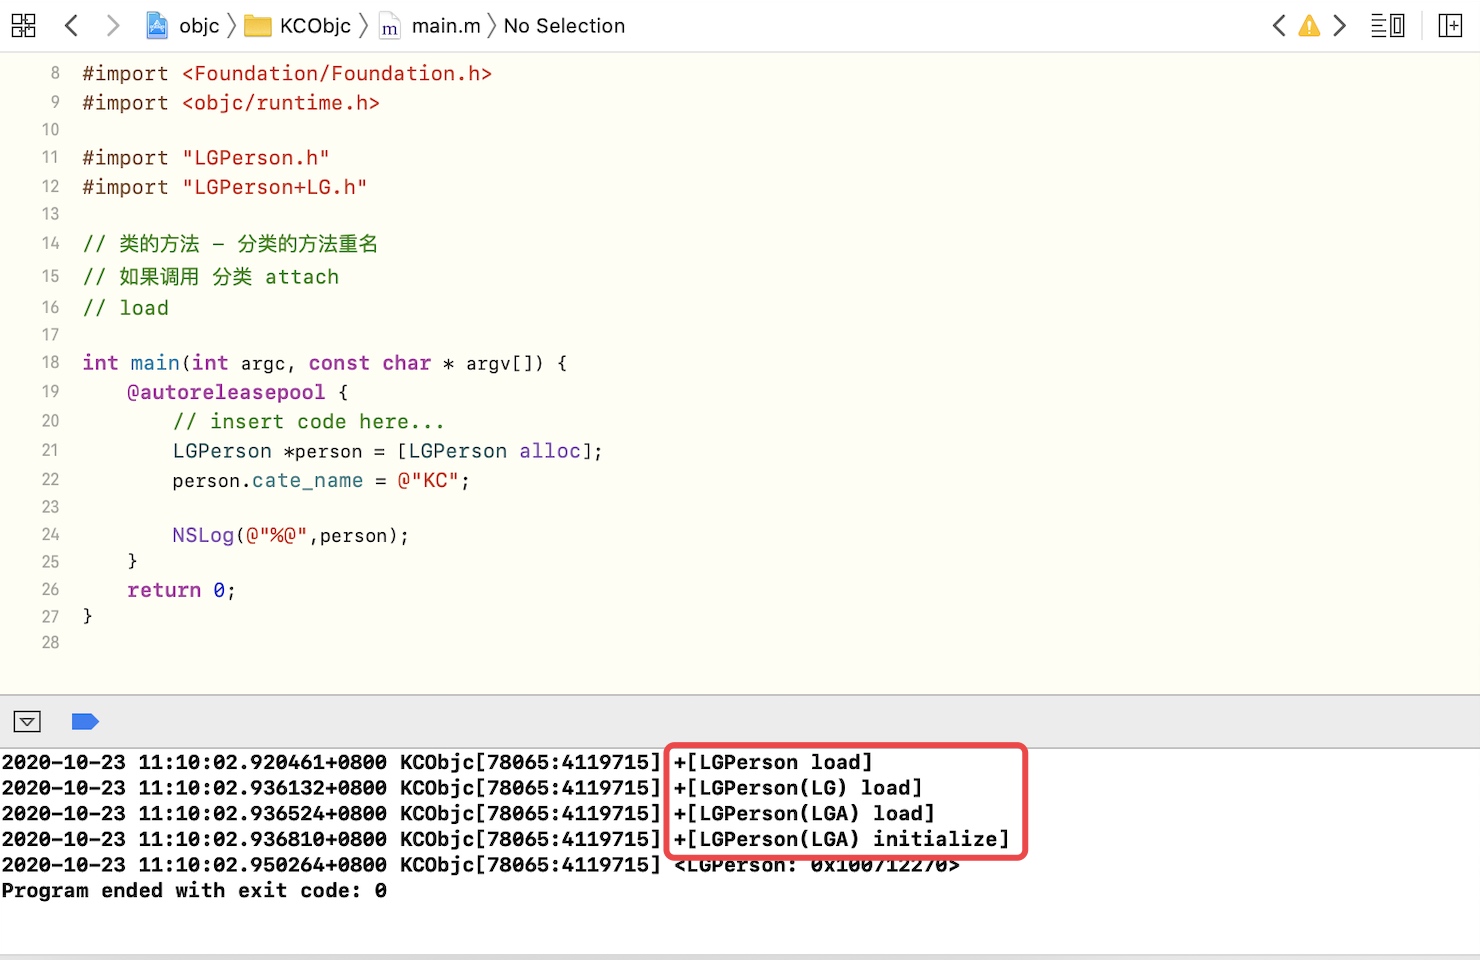 objc 〉 KCObjc 〉 m main.m 〉 No Selection
8 #import <Foundation/Foundation.h>
9 #import <objc/runtime.h>
10
11 #import "LGPerson.h"
12 #import "LGPerson+LG.h"
13
14 // 类的方法 - 分类的方法重名
15 // 如果调用 分类 attach
16 // load
17
18 int main(int argc, const char * argv[]) {
19     @autoreleasepool {
20         // insert code here...
21         LGPerson *person = [LGPerson alloc];
22         person.cate_name = @"KC";
23
24         NSLog(@"%@",person);
25     }
26     return 0;
27 }
28
2020-10-23 11:10:02.920461+0800 KCObjc[78065:4119715] +[LGPerson load]
2020-10-23 11:10:02.936132+0800 KCObjc[78065:4119715] +[LGPerson(LG) load]
2020-10-23 11:10:02.936524+0800 KCObjc[78065:4119715] +[LGPerson(LGA) load]
2020-10-23 11:10:02.936810+0800 KCObjc[78065:4119715] +[LGPerson(LGA) initialize]
2020-10-23 11:10:02.950264+0800 KCObjc[78065:4119715] <LGPerson: 0x100712270>
Program ended with exit code: 0